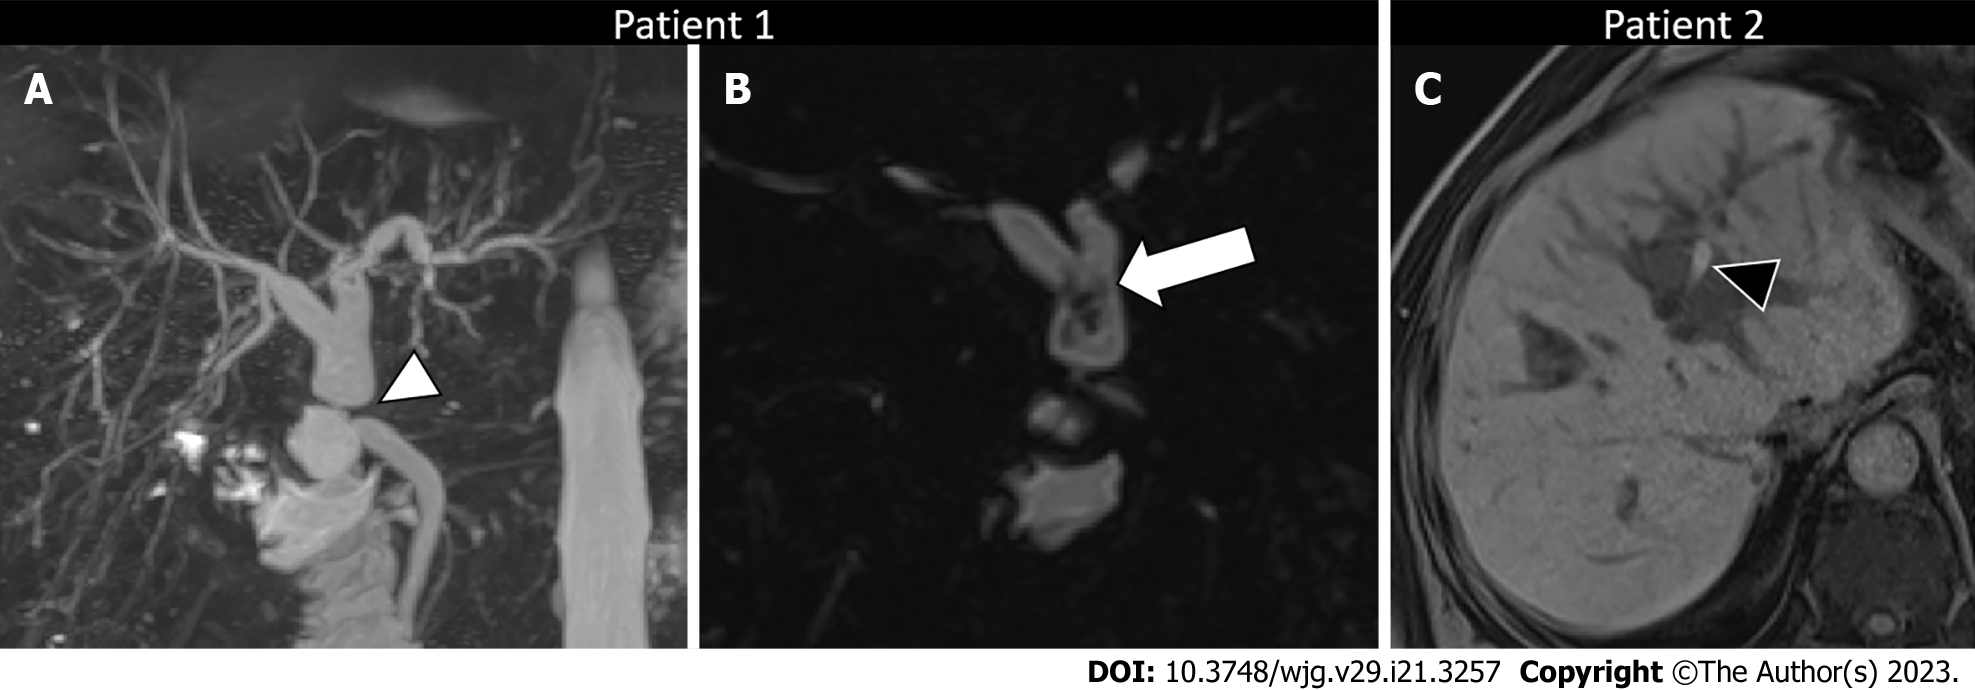 Patient 1
Patient 2
A
B
C
DOI: 10.3748/wjg.v29.i21.3257 Copyright ©The Author(s) 2023.